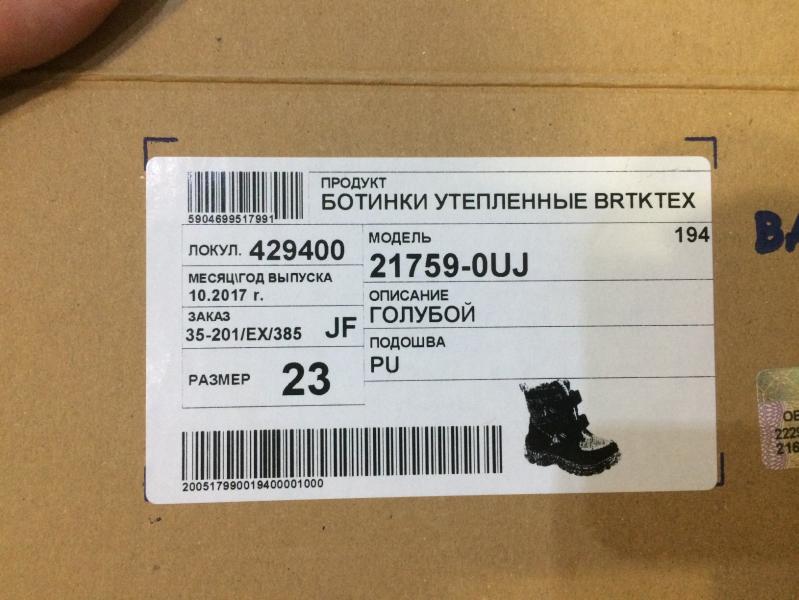 ПРОДУКТ
БОТИНКИ УТЕПЛЕННЫЕ BRTKTEX
5904699517991
194
ЛОКУЛ. 429400
МОДЕЛЬ
21759-0UJ
МЕСЯЦ\ГОД ВЫПУСКА
10.2017 г.
ОПИСАНИЕ
ГОЛУБОЙ
ЗАКАЗ
35-201/EX/385 JF
ПОДОШВА
PU
РАЗМЕР 23
200517990019400001000